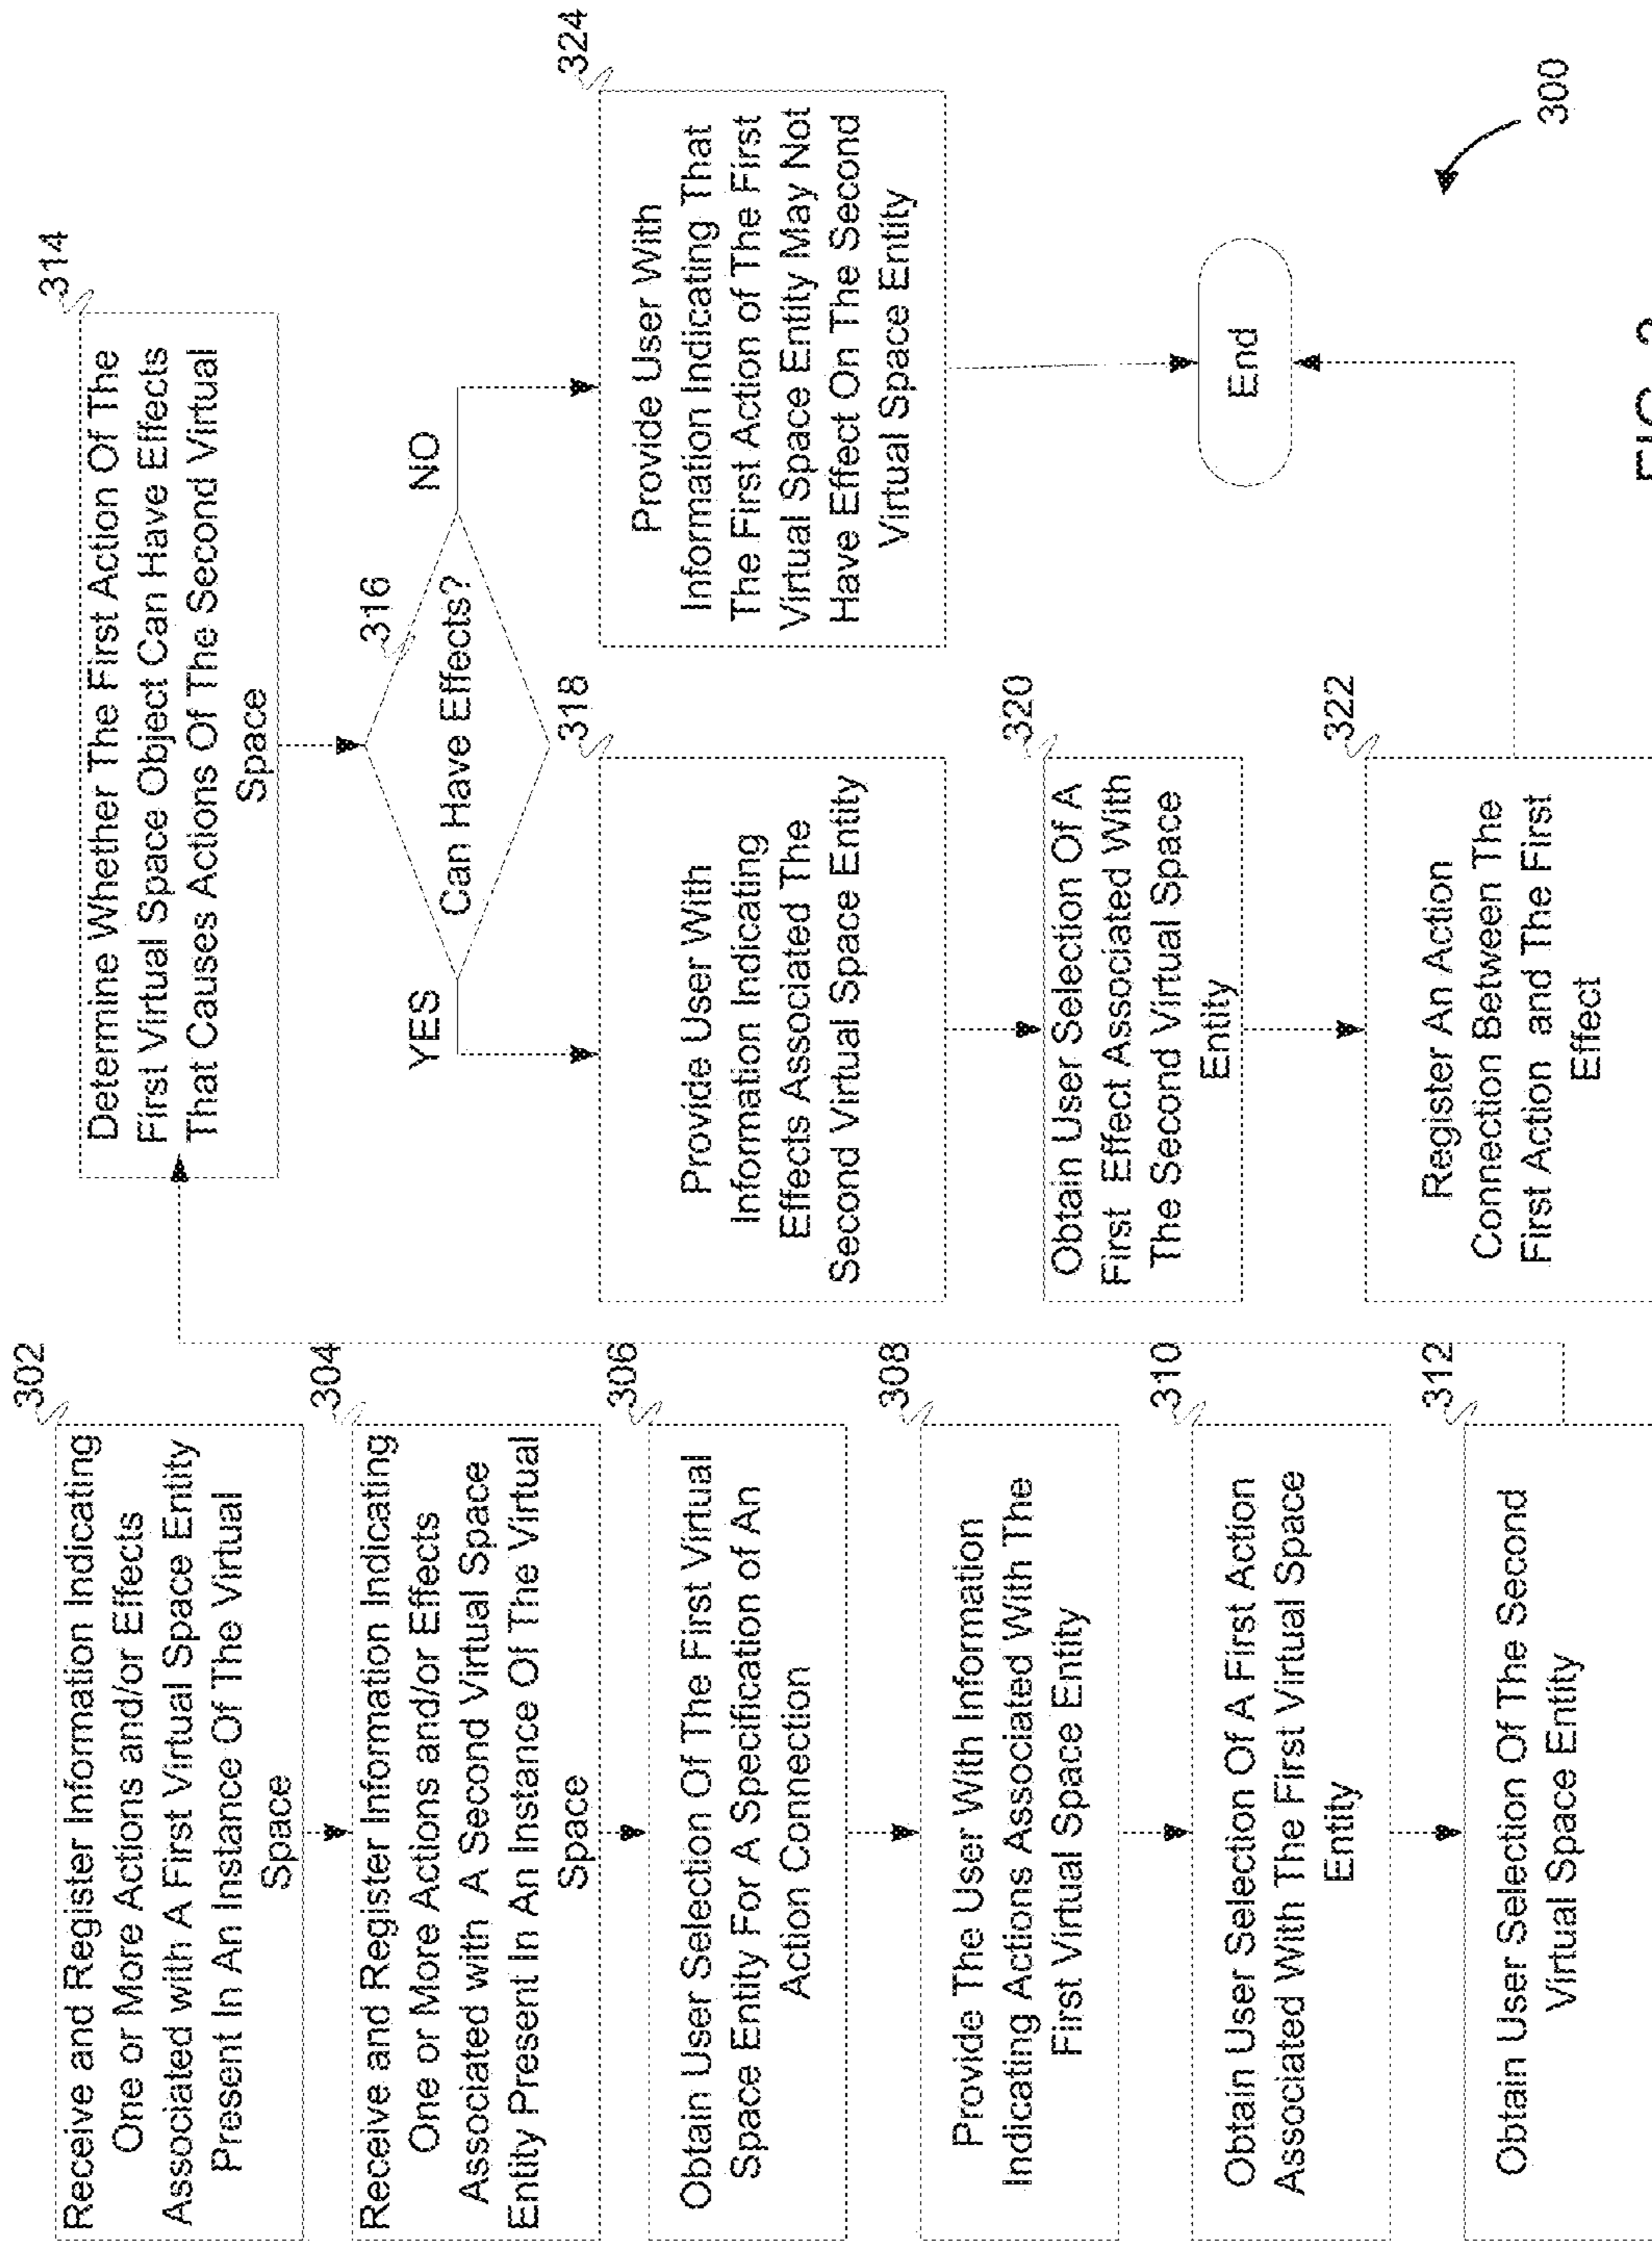 302
Receive and Register Information Indicating
One or More Actions and/or Effects
Associated with A First Virtual Space Entity
Present In An Instance Of The Virtual
Space
304
Receive and Register Information Indicating
One or More Actions and/or Effects
Associated with A Second Virtual Space
Entity Present In An Instance Of The Virtual
Space
306
Obtain User Selection Of The First Virtual
Space Entity For A Specification of An
Action Connection
308
Provide The User With Information
Indicating Actions Associated With The
First Virtual Space Entity
310
Obtain User Selection Of A First Action
Associated With The First Virtual Space
Entity
312
Obtain User Selection Of The Second
Virtual Space Entity
314
Determine Whether The First Action Of The
First Virtual Space Object Can Have Effects
That Causes Actions Of The Second Virtual
Space
316
Can Have Effects?
YES
NO
318
Provide User With
Information Indicating
Effects Associated The
Second Virtual Space Entity
320
Obtain User Selection Of A
First Effect Associated With
The Second Virtual Space
Entity
322
Register An Action
Connection Between The
First Action and The First
Effect
324
Provide User With
Information Indicating That
The First Action of The First
Virtual Space Entity May Not
Have Effect On The Second
Virtual Space Entity
End
300
FIG.